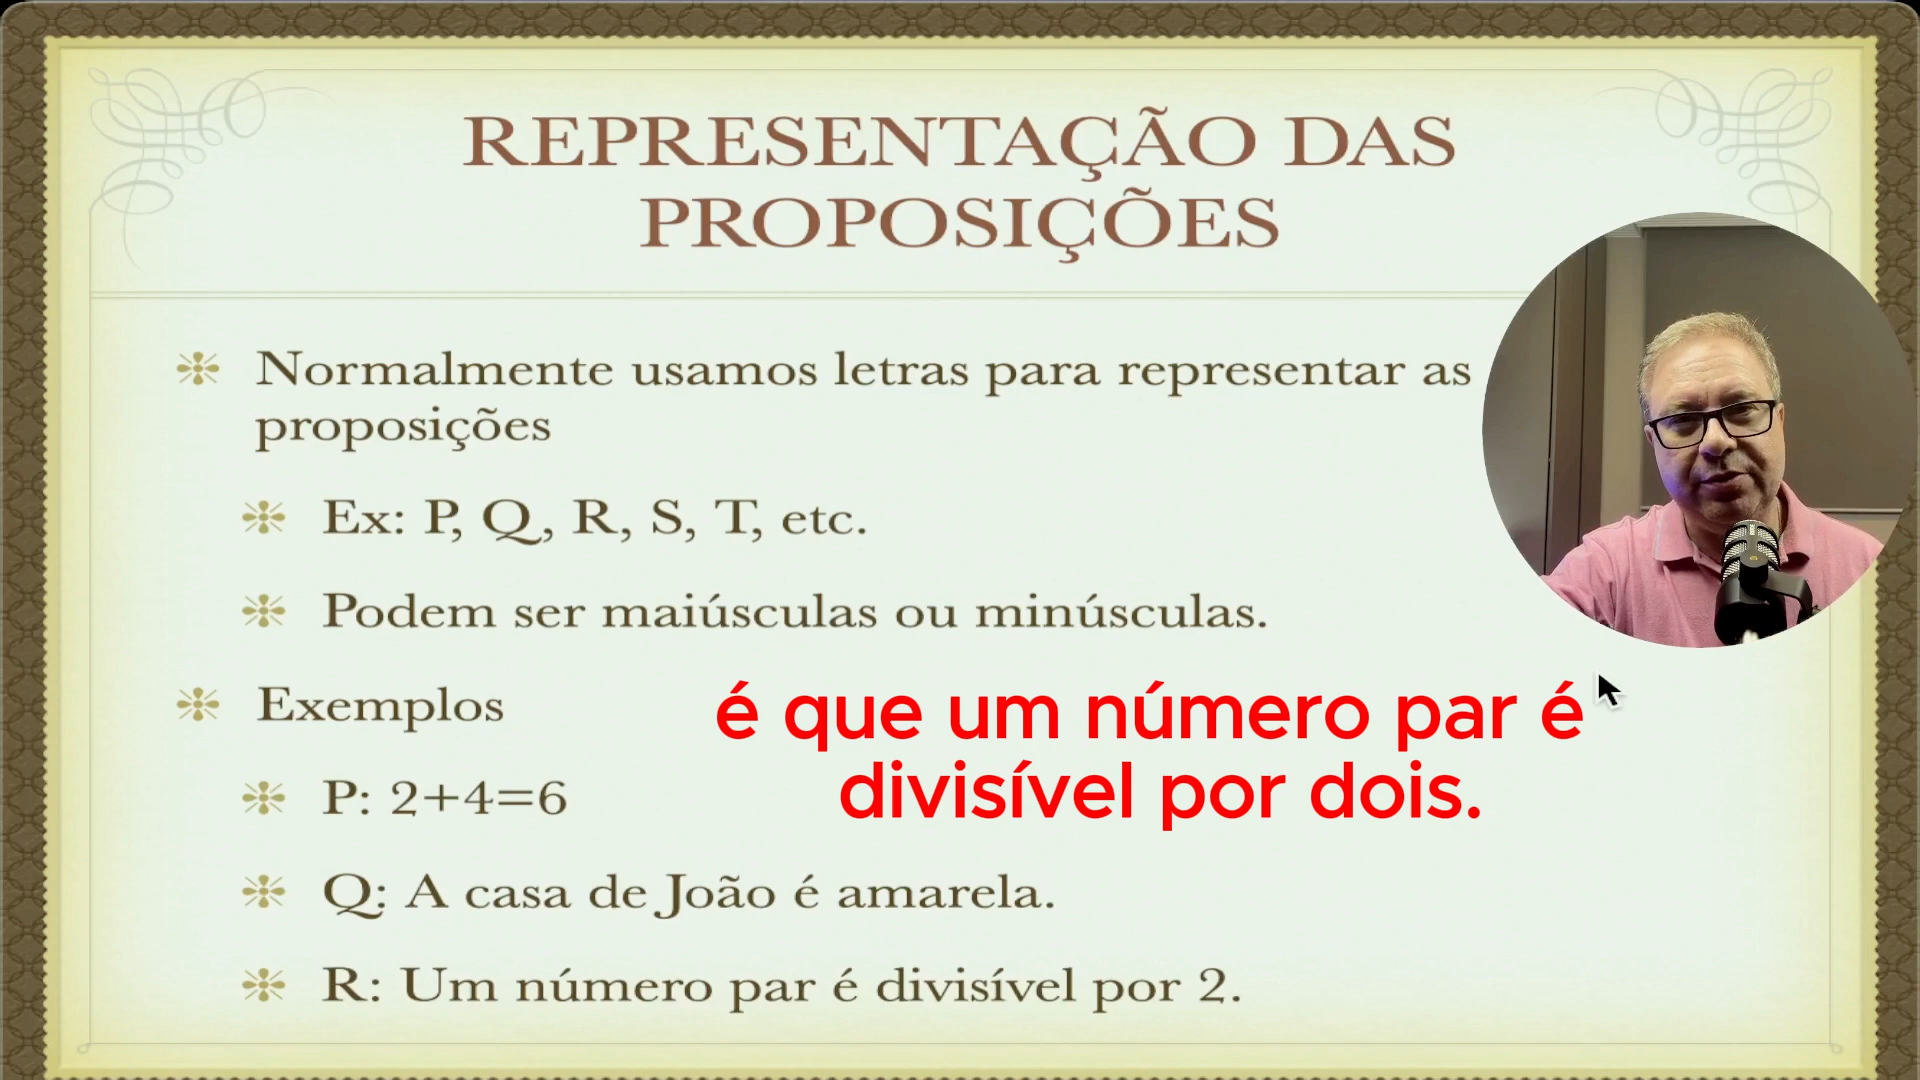 REPRESENTAÇÃO DAS
PROPOSIÇÕES
Normalmente usamos letras para representar as
proposições
Ex: P, Q, R, S, T, etc.
Podem ser maiúsculas ou minúsculas.
Exemplos
é que um número par é
divisível por dois.
P: 2+4=6
Q: A casa de João é amarela.
R: Um número par é divisível por 2.